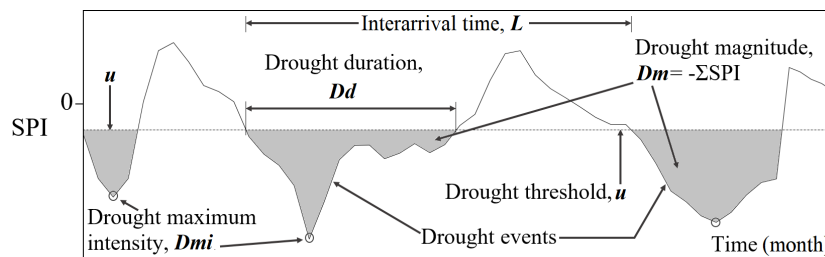 Interarrival time, L
Drought duration,
Dd
Drought magnitude,
Dm= -ΣSPI
u
0
SPI
Drought threshold, u
Drought maximum
intensity, Dmi
Drought events
Time (month)